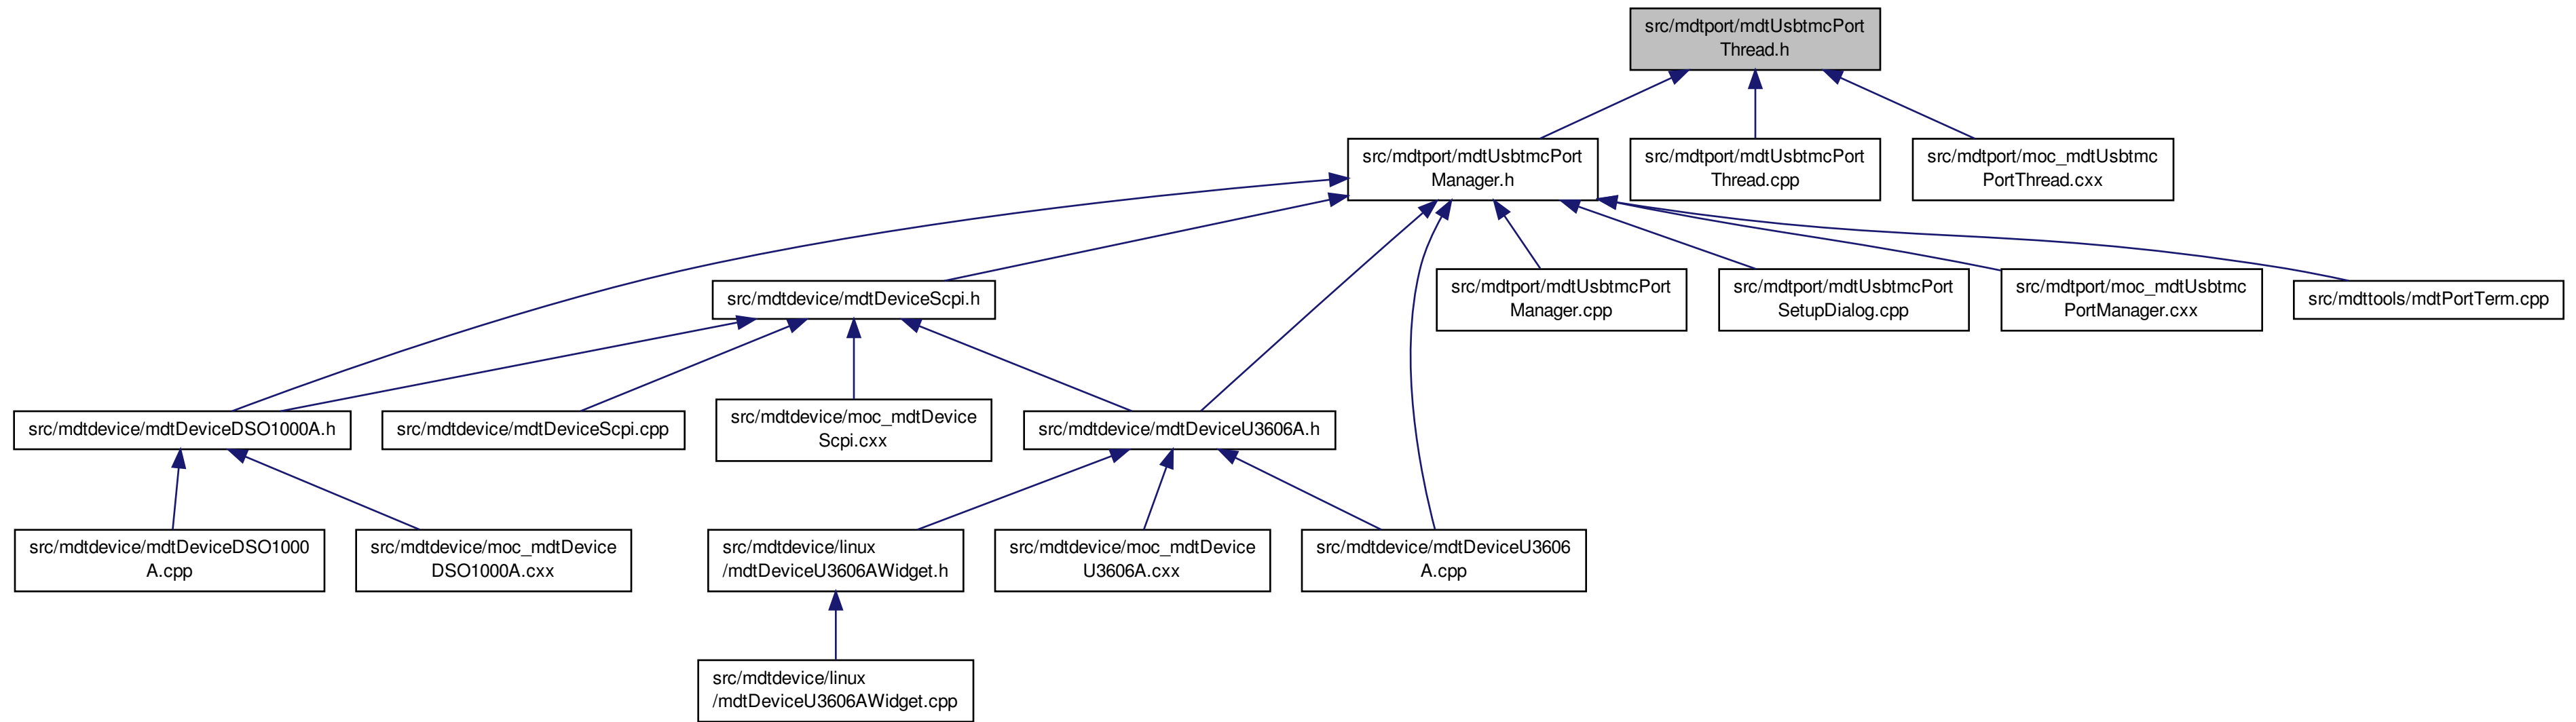 src/mdtport/mdtUsbtmcPort
Thread.h
src/mdtport/mdtUsbtmcPort
Manager.h
src/mdtport/mdtUsbtmcPort
Thread.cpp
src/mdtport/moc_mdtUsbtmc
PortThread.cxx
src/mdtdevice/mdtDeviceScpi.h
src/mdtport/mdtUsbtmcPort
Manager.cpp
src/mdtport/mdtUsbtmcPort
SetupDialog.cpp
src/mdtport/moc_mdtUsbtmc
PortManager.cxx
src/mdttools/mdtPortTerm.cpp
src/mdtdevice/mdtDeviceDSO1000A.h
src/mdtdevice/mdtDeviceScpi.cpp
src/mdtdevice/moc_mdtDevice
Scpi.cxx
src/mdtdevice/mdtDeviceU3606A.h
src/mdtdevice/mdtDeviceDSO1000
A.cpp
src/mdtdevice/moc_mdtDevice
DSO1000A.cxx
src/mdtdevice/linux
/mdtDeviceU3606AWidget.h
src/mdtdevice/moc_mdtDevice
U3606A.cxx
src/mdtdevice/mdtDeviceU3606
A.cpp
src/mdtdevice/linux
/mdtDeviceU3606AWidget.cpp